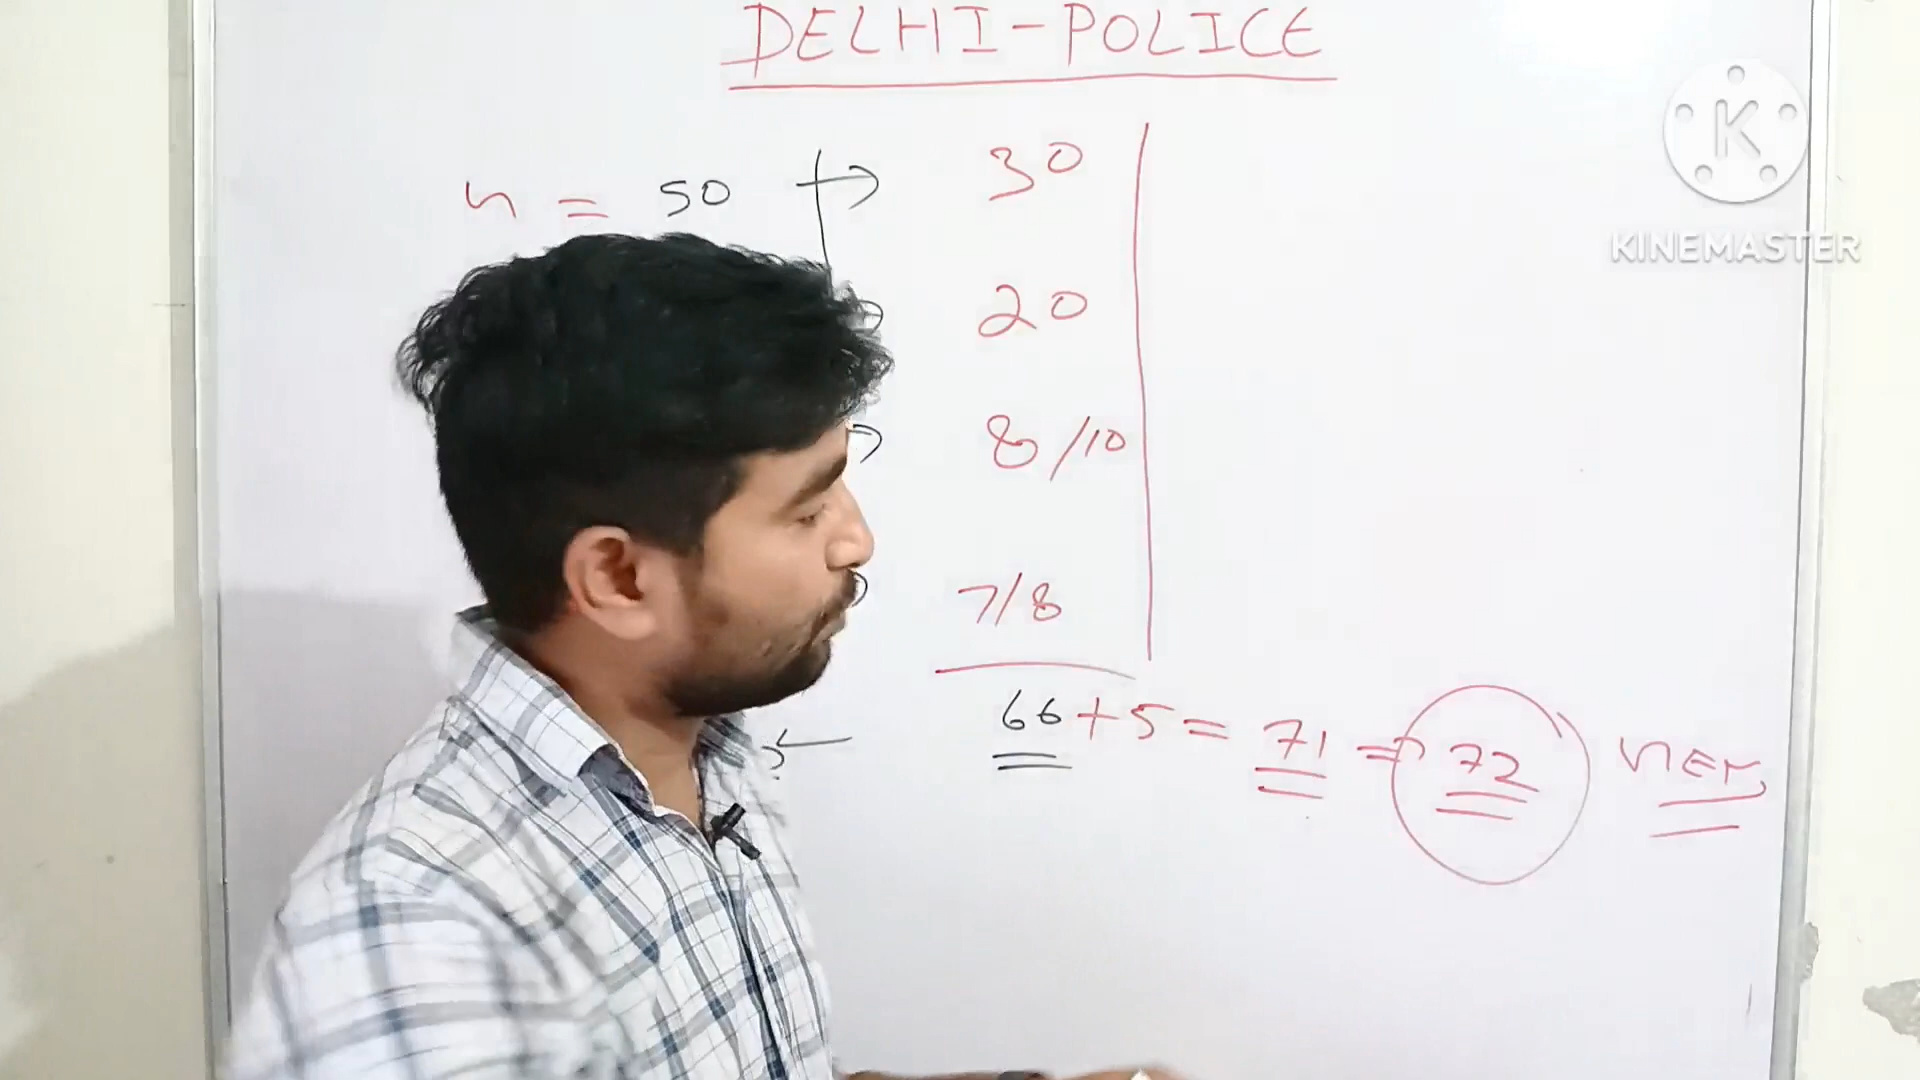 DELHI-POLICE
n = 50 → 30
20
8/10
7/8
66 + 5 = 71 = 72
K
KINEMASTER